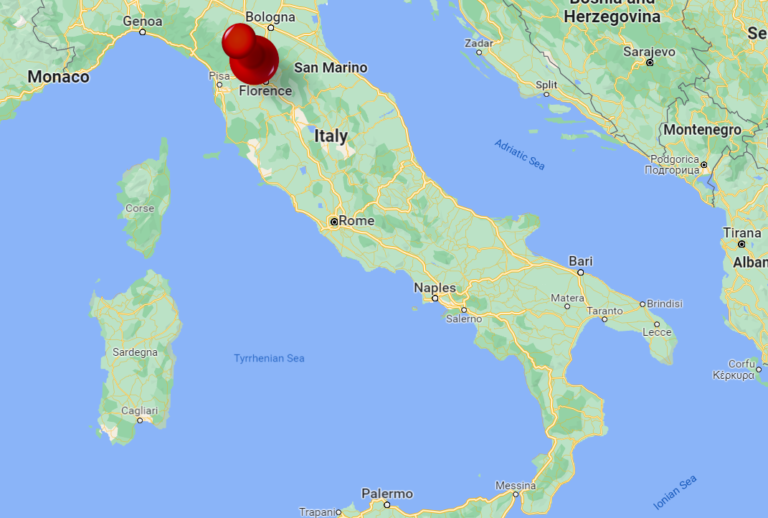 Bosnia and
Herzegovina
Genoa
Bologna
Zadar
Sarajevo
Se
Monaco
Pisa
San Marino
Florence
Split
Italy
Montenegro
Adriatic Sea
Podgorica
Подгорица
Corse
Rome
Tirana
Bari
Alban
Naples
Matera
Brindisi
Salerno
Taranto
Lecce
Sardegna
Tyrrhenian Sea
Corfu
Κέρκυρα
Cagliari
Messina
Palermo
Ionian Sea
Trapani